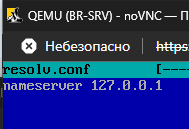 QEMU (BR-SRV) - noVNC — П
Небезопасно https:
resolv.conf [----
nameserver 127.0.0.1